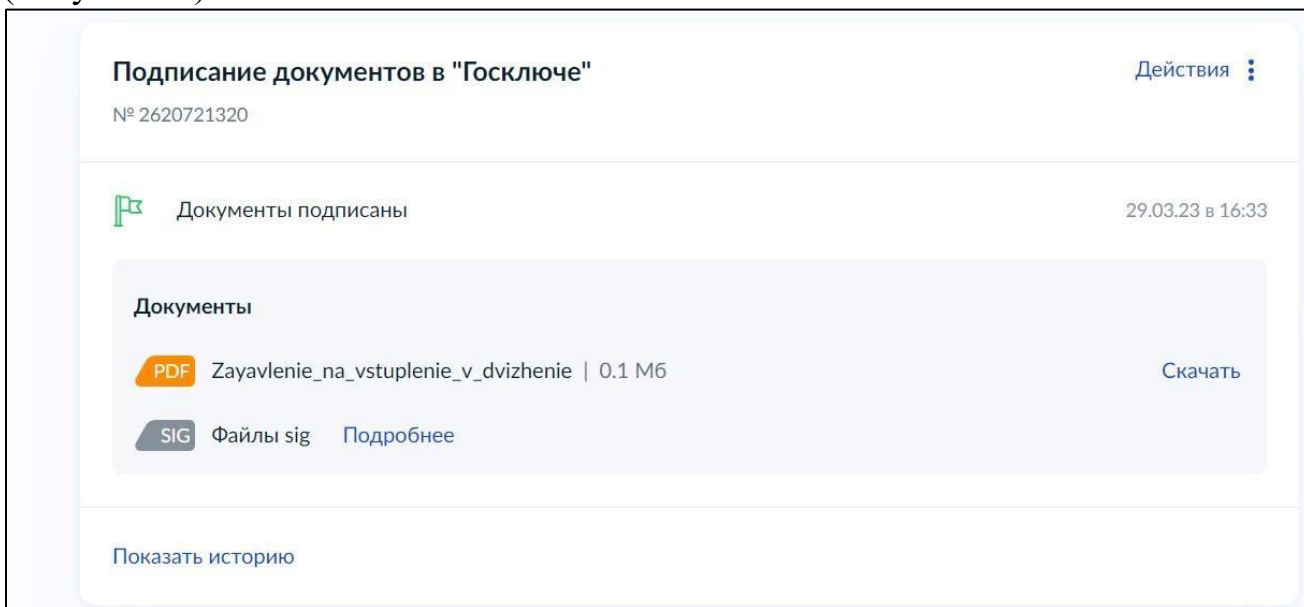 Подписание документов в "Госключе"
Действия
№ 2620721320
Документы подписаны
29.03.23 в 16:33
Документы
PDF Zayavlenie_na_vstuplenie_v_dvizhenie | 0.1 Мб
Скачать
SIG Файлы sig Подробнее
Показать историю